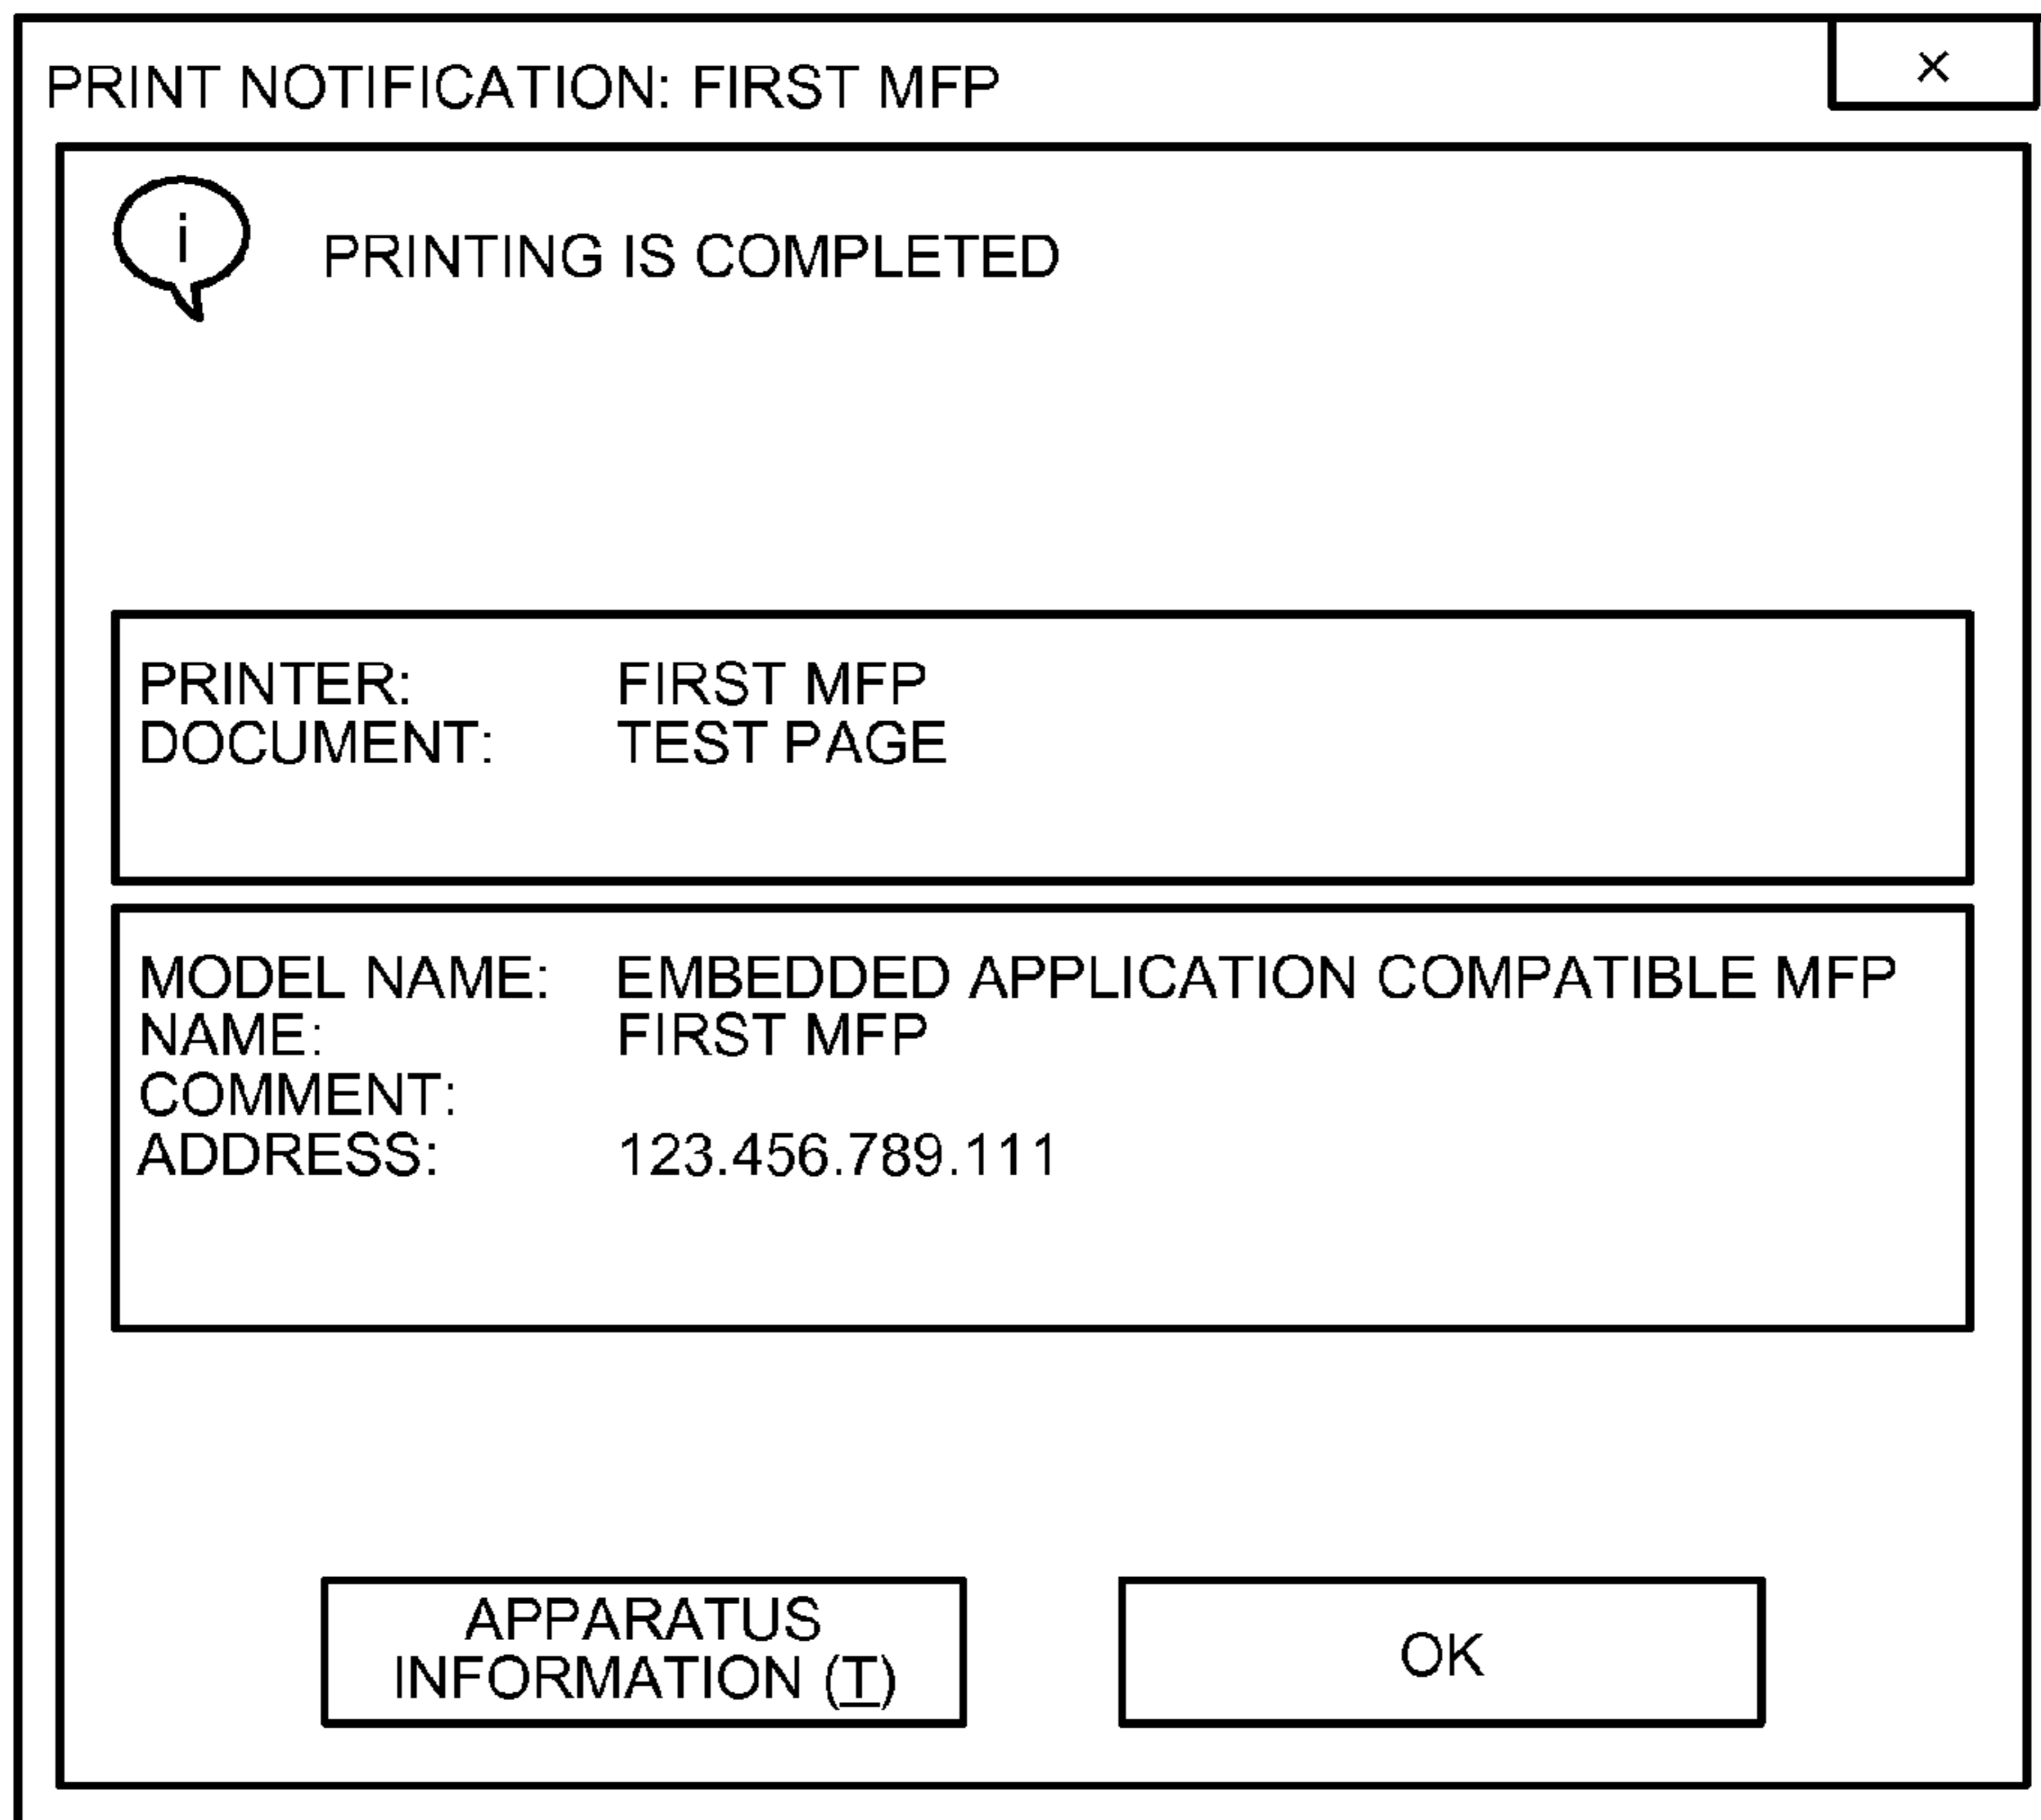 PRINT NOTIFICATION: FIRST MFP ×
i PRINTING IS COMPLETED
PRINTER: FIRST MFP
DOCUMENT: TEST PAGE
MODEL NAME: EMBEDDED APPLICATION COMPATIBLE MFP
NAME: FIRST MFP
COMMENT:
ADDRESS: 123.456.789.111
APPARATUS
INFORMATION (T)
OK